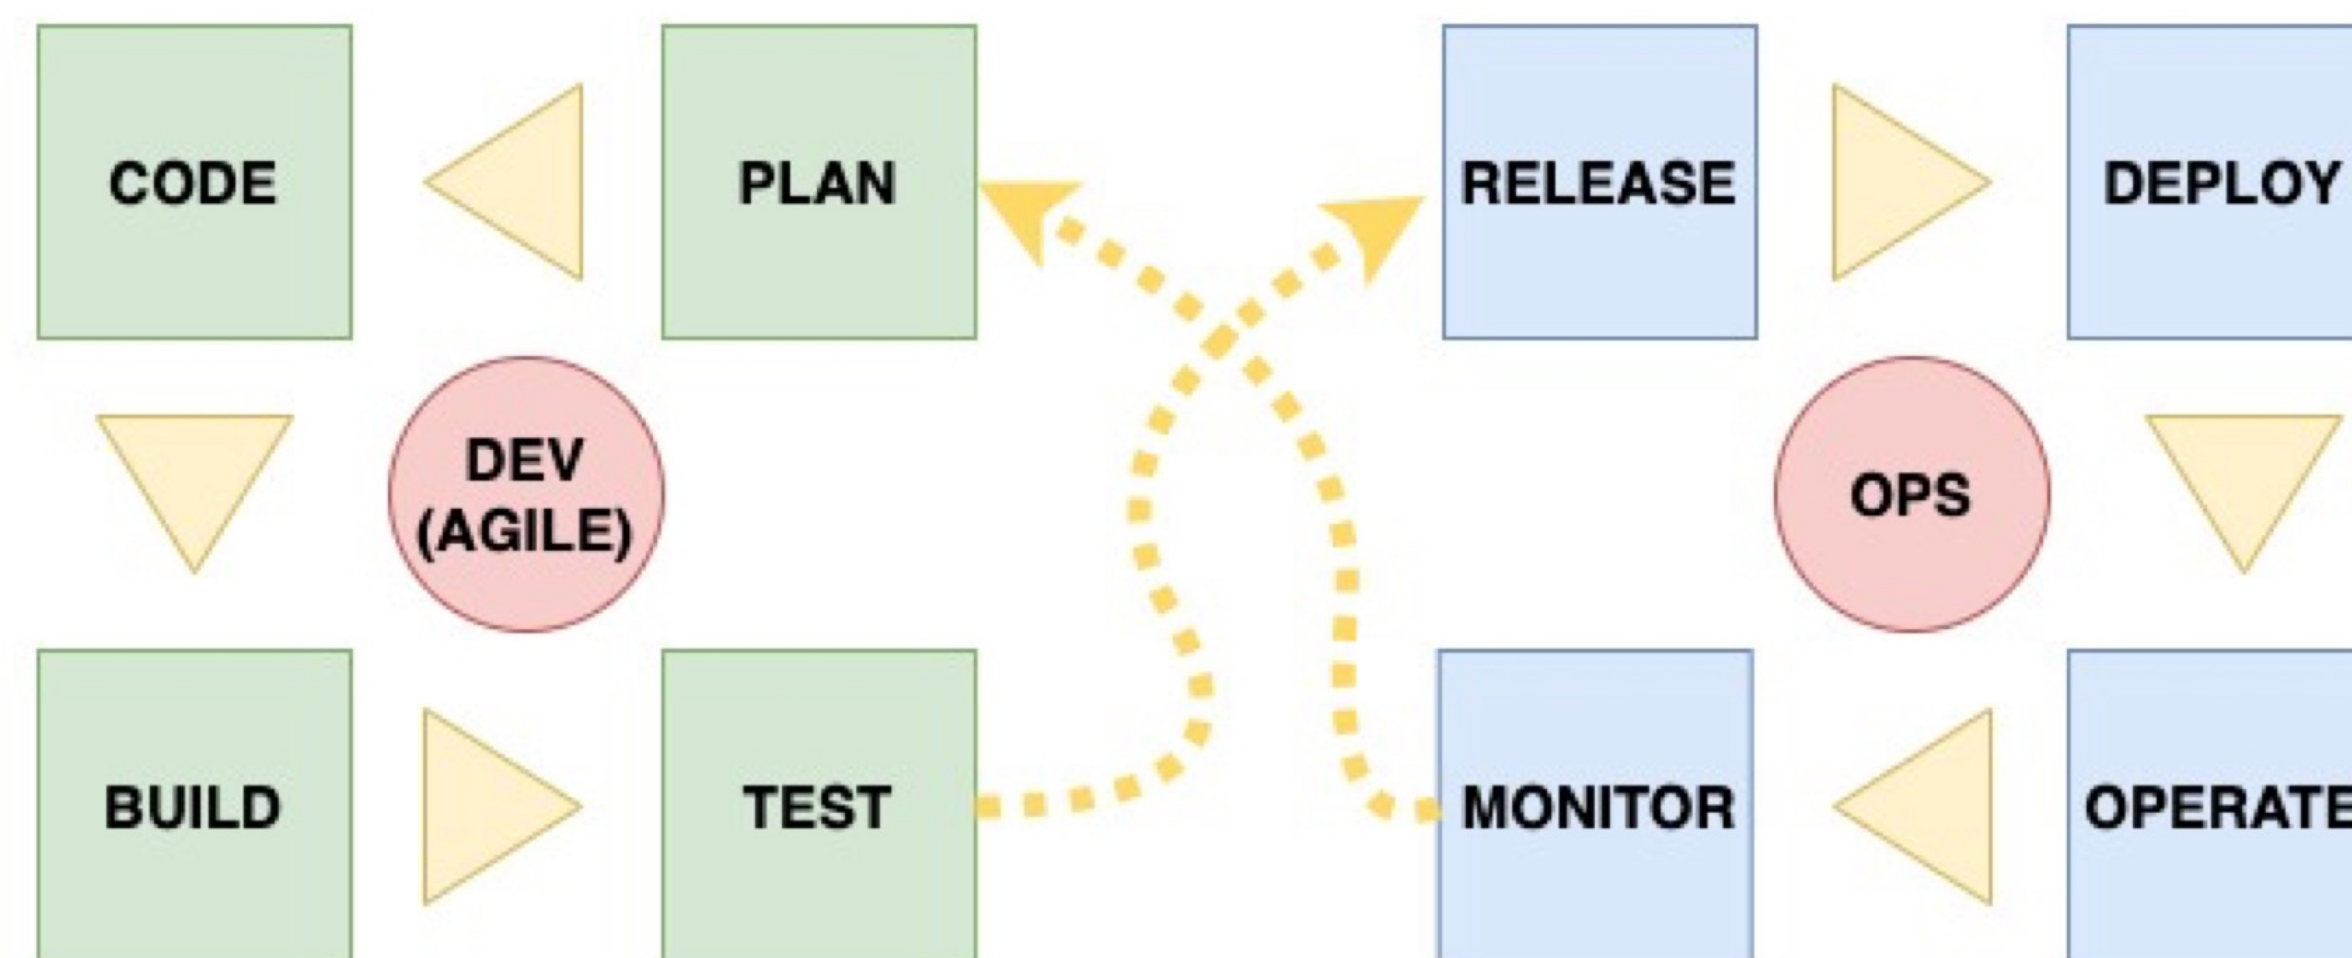 CODE
PLAN
RELEASE
DEPLOY
DEV
(AGILE)
OPS
BUILD
TEST
MONITOR
OPERATE